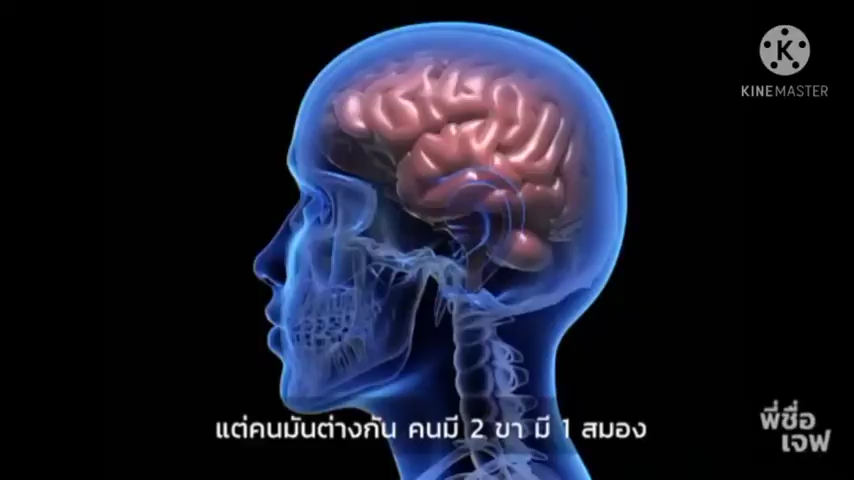 KINEMASTER
แต่คนมันต่างกัน คนมี 2 ขา มี 1 สมอง
พี่ชื่อ
เจฟ